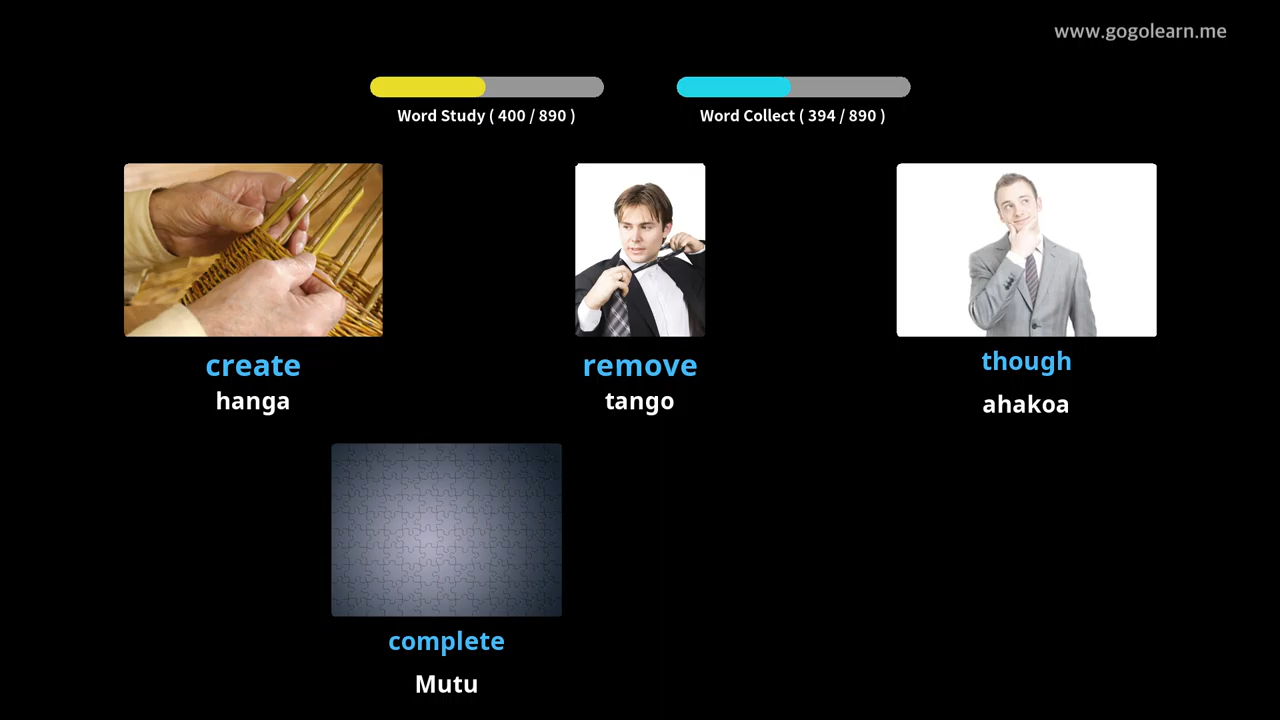 www.gogolearn.me
Word Study ( 400 / 890 )
Word Collect ( 394 / 890 )
create
hanga
remove
tango
though
ahakoa
complete
Mutu